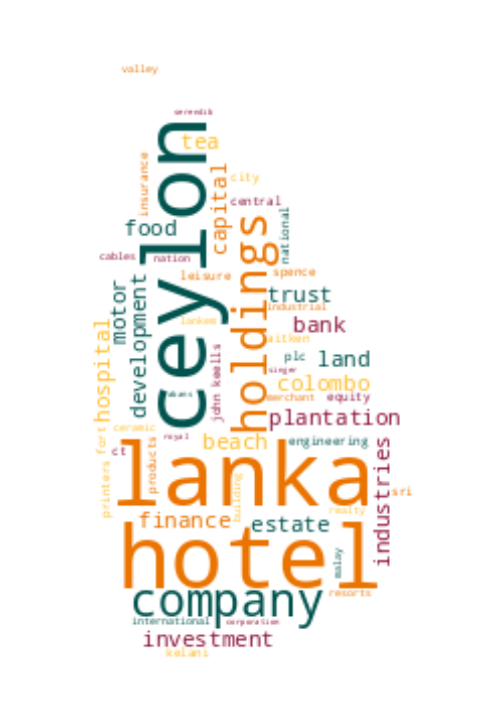 valley
serendib
ceylon
tea
insurance
capital
city
central
food
holdings
national
cables
nation
leisure
spence
motor
development
trust
industrial
hospital
lankem
bank
aitken
john keells
plc
land
singer
colombo
abans
merchant
equity
plantation
ceramic
royal
fort
ct
beach
engineering
lanka
products
industries
printers
building
sri
finance
realty
estate
hotel
malay
company
resorts
international
corporation
investment
kelani